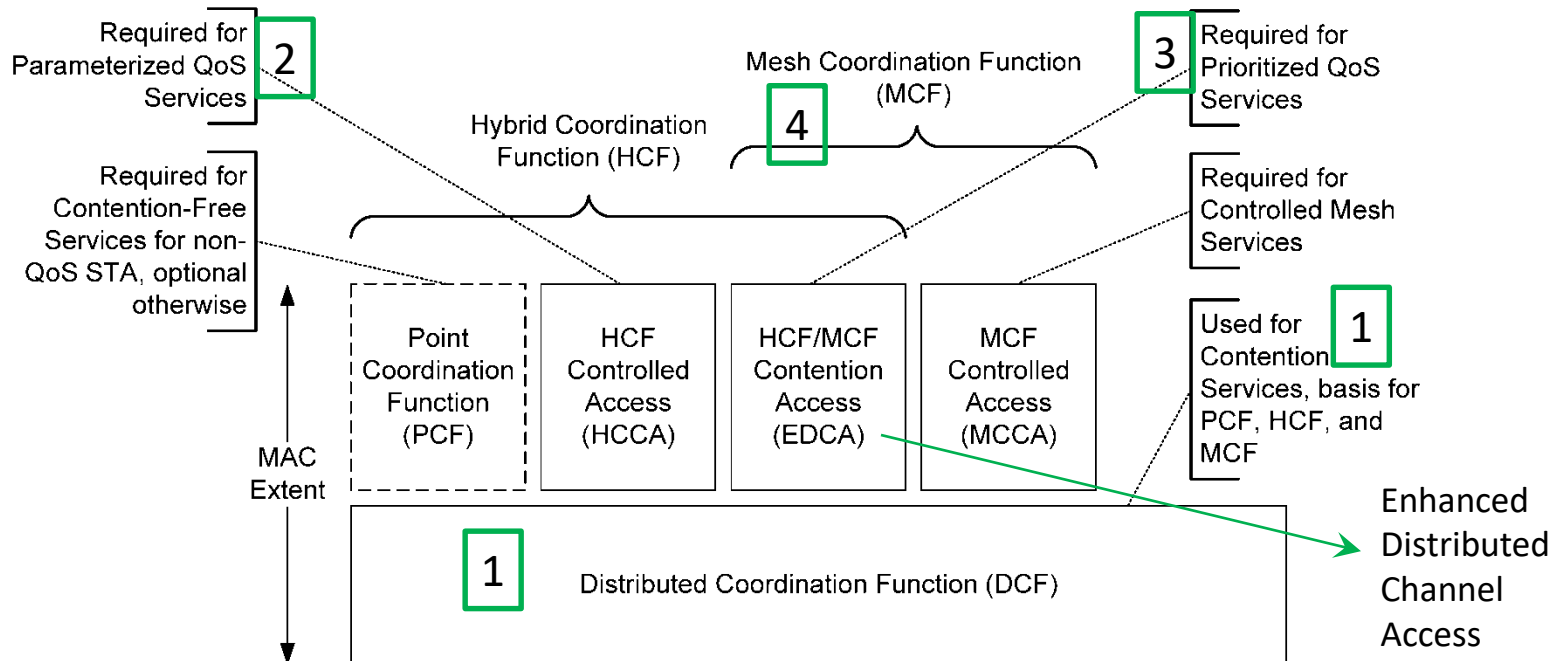 Required for
Parameterized QoS
Services
2
Mesh Coordination Function
(MCF)
3
Required for
Prioritized QoS
Services
4
Hybrid Coordination
Function (HCF)
Required for
Contention-Free
Services for non-
QoS STA, optional
otherwise
Required for
Controlled Mesh
Services
MAC
Extent
Point
Coordination
Function
(PCF)
HCF
Controlled
Access
(HCCA)
HCF/MCF
Contention
Access
(EDCA)
MCF
Controlled
Access
(MCCA)
Used for
Contention
Services, basis for
PCF, HCF, and
MCF
1
1
Distributed Coordination Function (DCF)
Enhanced
Distributed
Channel
Access